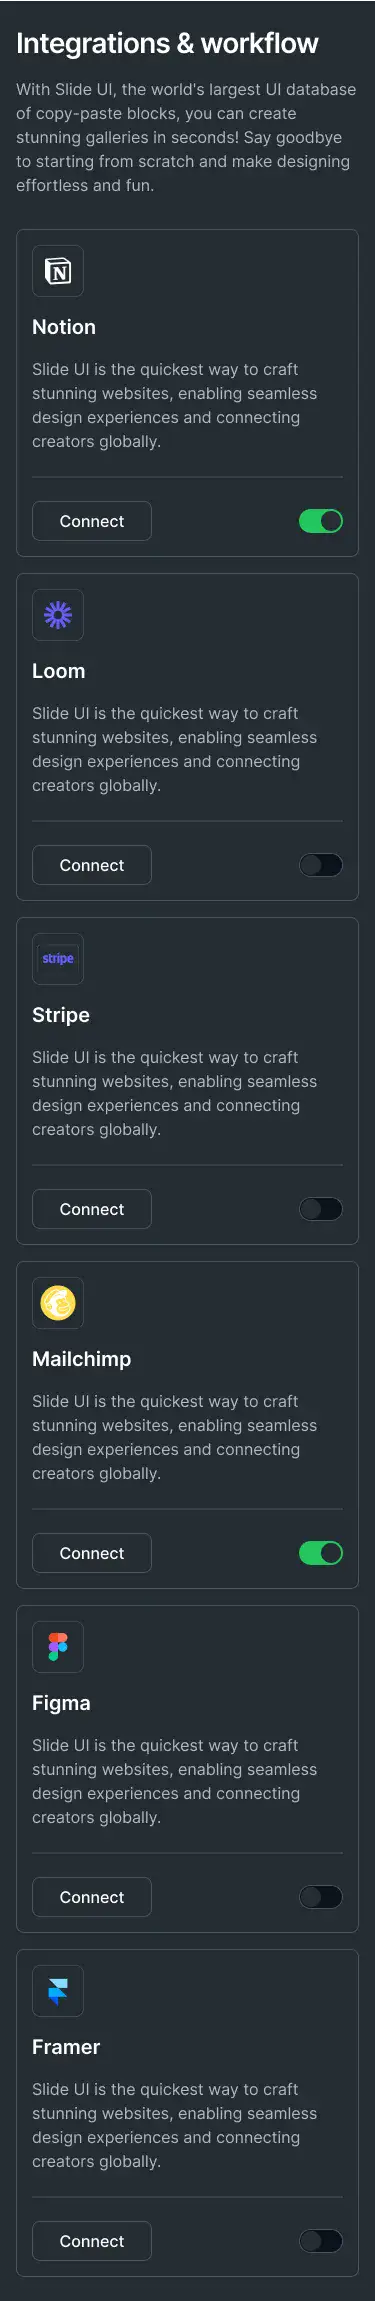 Integrations & workflow
With Slide UI, the world's largest UI database
of copy-paste blocks, you can create
stunning galleries in seconds! Say goodbye
to starting from scratch and make designing
effortless and fun.
N
Notion
Slide UI is the quickest way to craft
stunning websites, enabling seamless
design experiences and connecting
creators globally.
Connect
Loom
Slide UI is the quickest way to craft
stunning websites, enabling seamless
design experiences and connecting
creators globally.
Connect
stripe
Stripe
Slide UI is the quickest way to craft
stunning websites, enabling seamless
design experiences and connecting
creators globally.
Connect
Mailchimp
Slide UI is the quickest way to craft
stunning websites, enabling seamless
design experiences and connecting
creators globally.
Connect
Figma
Slide UI is the quickest way to craft
stunning websites, enabling seamless
design experiences and connecting
creators globally.
Connect
Framer
Slide UI is the quickest way to craft
stunning websites, enabling seamless
design experiences and connecting
creators globally.
Connect